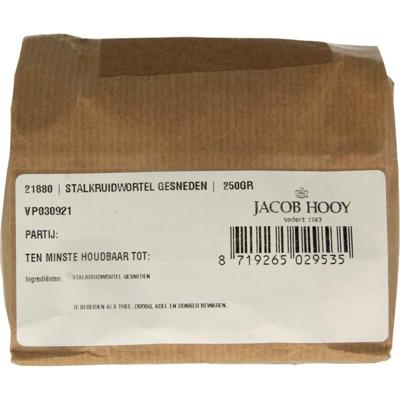 21880 | STALKRUIDWORTEL GESNEDEN | 250GR
VP030921
JACOB HOOY
sedert 1743
PARTIJ:
TEN MINSTE HOUDBAAR TOT:
8 719265 029535
Ingrediënten: STALKRUIDWORTEL GESNEDEN
TE BEREIDEN ALS THEE. DROOG, KOEL EN DONKER BEWAREN.